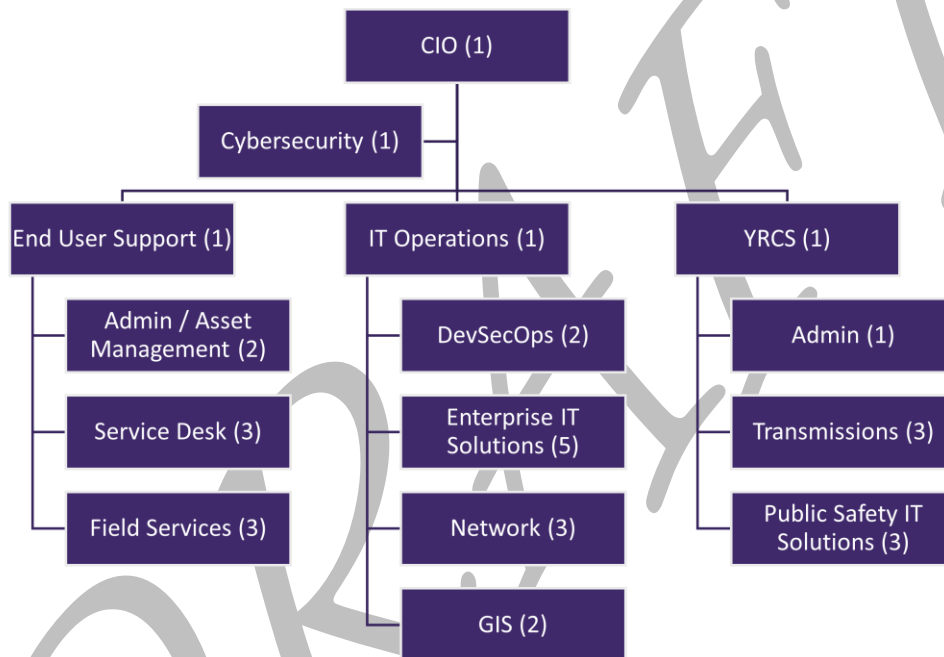 CIO (1)
Cybersecurity (1)
End User Support (1)
IT Operations (1)
YRCS (1)
Admin / Asset
Management (2)
DevSecOps (2)
Admin (1)
Service Desk (3)
Enterprise IT
Solutions (5)
Transmissions (3)
Field Services (3)
Network (3)
Public Safety IT
Solutions (3)
GIS (2)
DRAFT